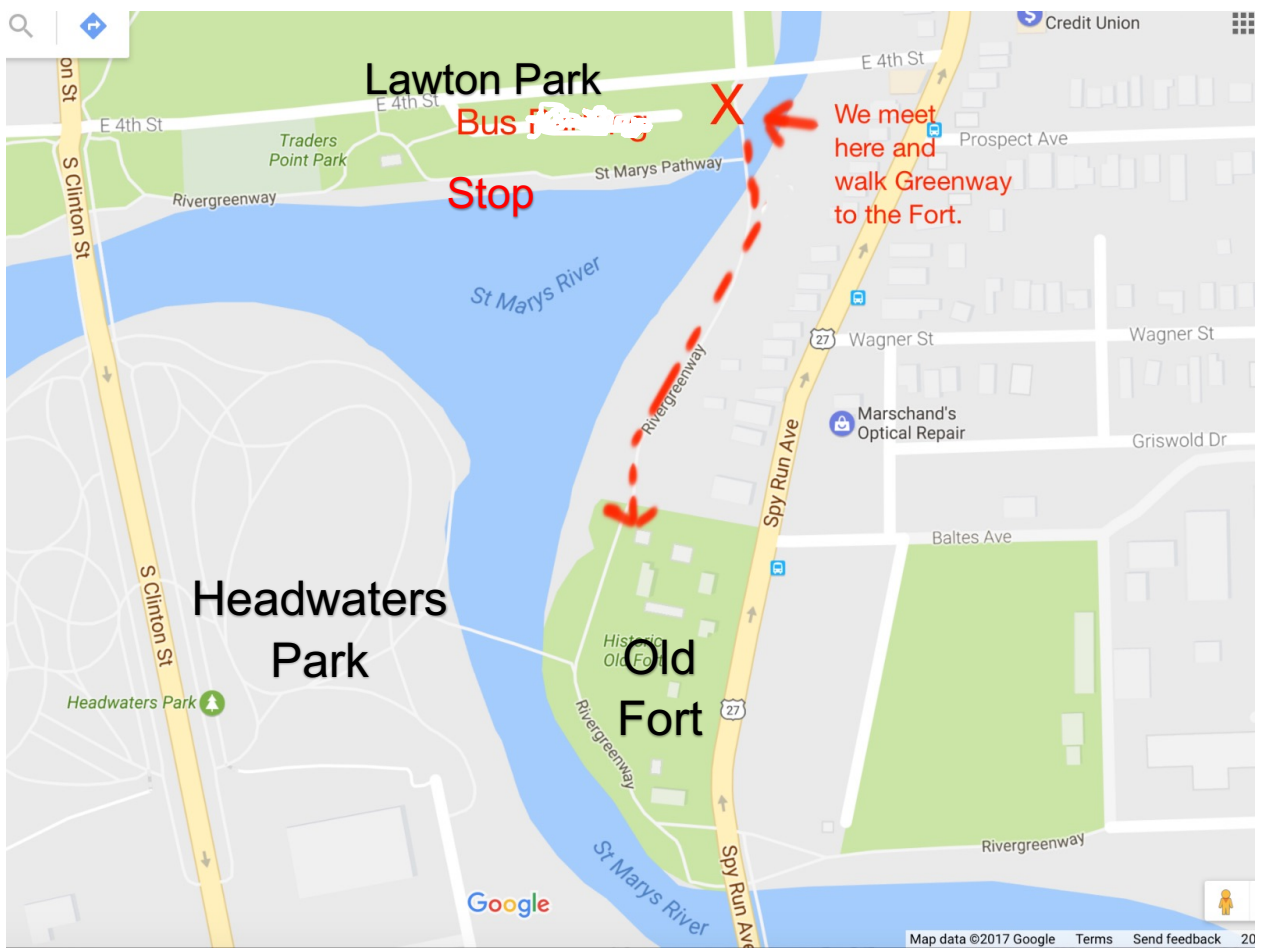 Credit Union
on St
Lawton Park
E 4th St
E 4th St
E 4th St
Bus
X
We meet
here and
walk Greenway
to the Fort.
Prospect Ave
Traders
Point Park
St Marys Pathway
Stop
Rivergreenway
S Clinton St
St Marys River
27
Wagner St
Wagner St
Rivergreenway
Marschand's
Optical Repair
Griswold Dr
Spy Run Ave
Baltes Ave
S Clinton St
Headwaters
Park
Historic
Old Fort
Old
Fort
Headwaters Park
27
Rivergreenway
Rivergreenway
St Marys River
Spy Run Ave
Google
Map data ©2017 Google
Terms
Send feedback
20